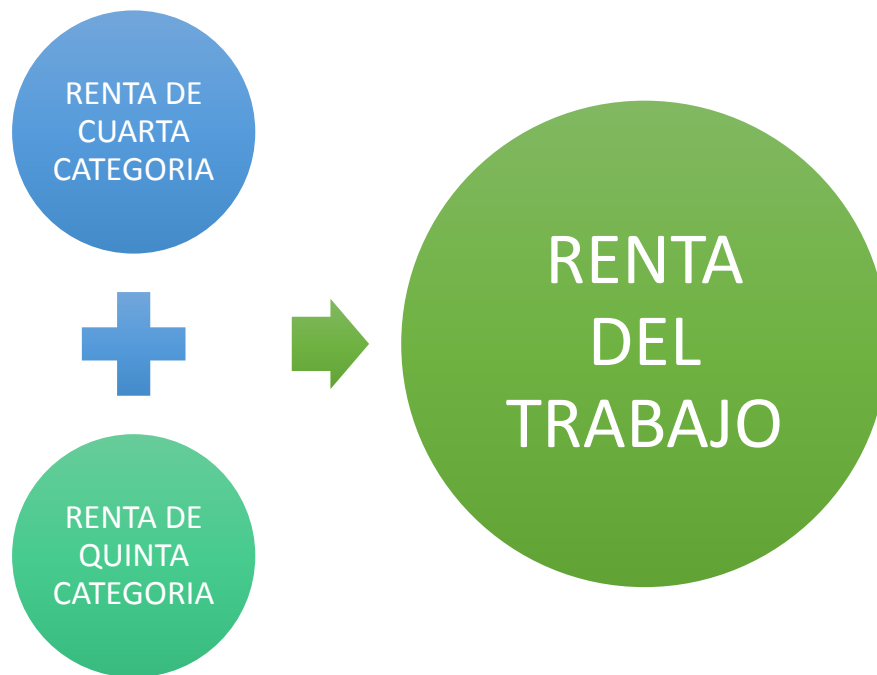 RENTA DE
CUARTA
CATEGORIA
RENTA DE
QUINTA
CATEGORIA
RENTA
DEL
TRABAJO